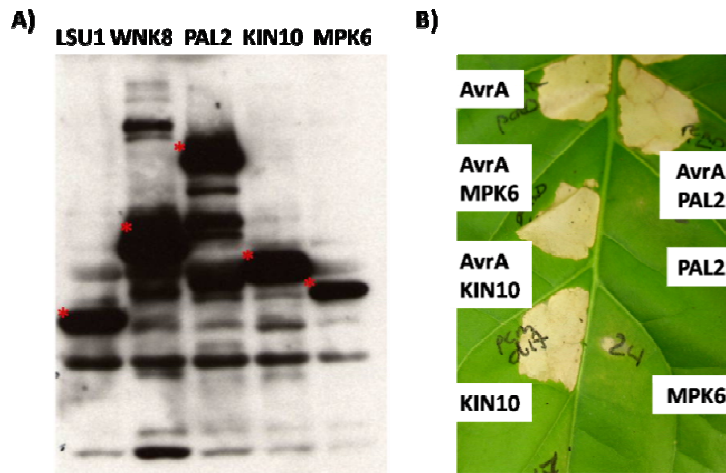 A)
LSU1 WNK8 PAL2 KIN10 MPK6
*
*
*
*
*
B)
AvrA
AvrA
MPK6
AvrA
PAL2
AvrA
KIN10
PAL2
24
KIN10
MPK6